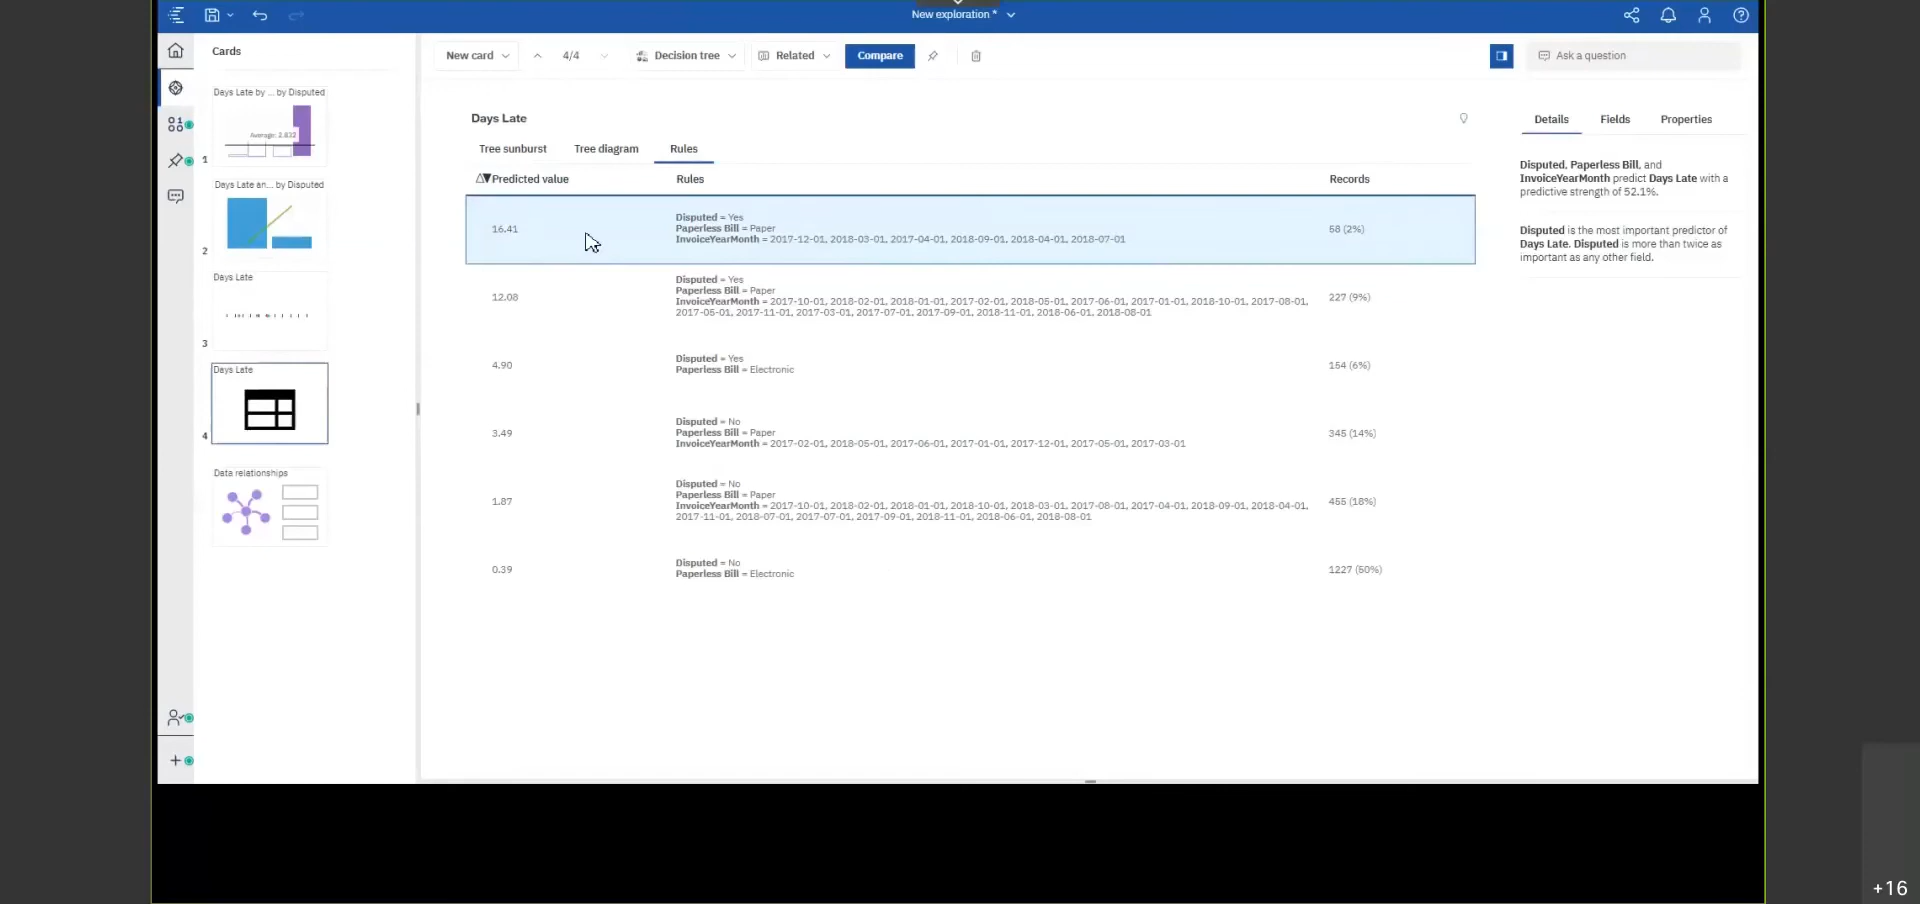 New exploration *
Cards
New card
4/4
Decision tree
Related
Compare
Ask a question
Days Late by ... by Disputed
Average: 2.632
1
Days Late an... by Disputed
2
Days Late
3
Days Late
4
Data relationships
Days Late
Tree sunburst
Tree diagram
Rules
Predicted value
Rules
Records
16.41
Disputed = Yes
Paperless Bill = Paper
InvoiceYearMonth = 2017-12-01, 2018-03-01, 2017-04-01, 2018-09-01, 2018-04-01, 2018-07-01
58 (2%)
12.08
Disputed = Yes
Paperless Bill = Paper
InvoiceYearMonth = 2017-10-01, 2018-02-01, 2018-01-01, 2017-02-01, 2018-05-01, 2017-06-01, 2017-01-01, 2018-10-01, 2017-08-01,
2017-05-01, 2017-11-01, 2017-03-01, 2017-07-01, 2017-09-01, 2018-11-01, 2018-06-01, 2018-08-01
227 (9%)
4.90
Disputed = Yes
Paperless Bill = Electronic
154 (6%)
3.49
Disputed = No
Paperless Bill = Paper
InvoiceYearMonth = 2017-02-01, 2018-05-01, 2017-06-01, 2017-01-01, 2017-12-01, 2017-05-01, 2017-03-01
345 (14%)
1.87
Disputed = No
Paperless Bill = Paper
InvoiceYearMonth = 2017-10-01, 2018-02-01, 2018-01-01, 2018-10-01, 2018-03-01, 2017-08-01, 2017-04-01, 2018-09-01, 2018-04-01,
2017-11-01, 2018-07-01, 2017-07-01, 2017-09-01, 2018-11-01, 2018-06-01, 2018-08-01
455 (18%)
0.39
Disputed = No
Paperless Bill = Electronic
1227 (50%)
Details
Fields
Properties
Disputed, Paperless Bill, and
InvoiceYearMonth predict Days Late with a
predictive strength of 52.1%.
Disputed is the most important predictor of
Days Late. Disputed is more than twice as
important as any other field.
+16